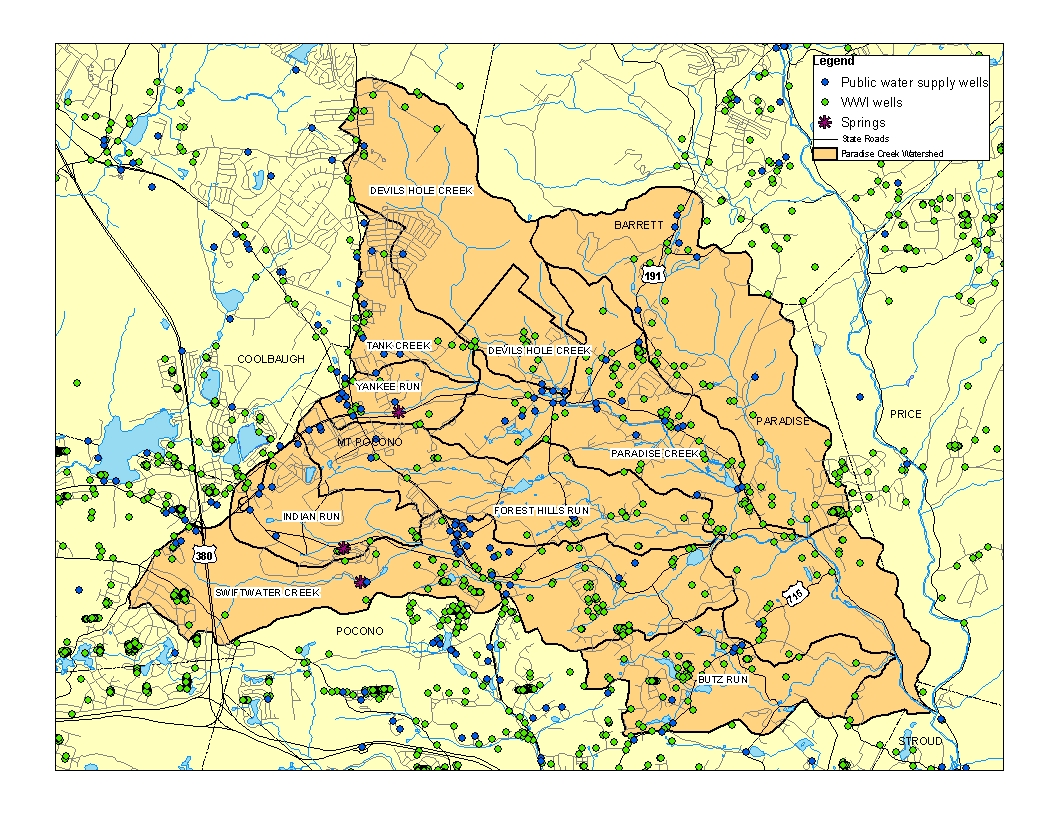 Legend
Public water supply wells
WWI wells
Springs
State Roads
Paradise Creek Watershed
DEVILS HOLE CREEK
BARRETT
191
TANK CREEK
DEVILS HOLE CREEK
COOLBAUGH
YANKEE RUN
PRICE
PARADISE
MT POCONO
PARADISE CREEK
INDIAN RUN
FOREST HILLS RUN
380
SWIFTWATER CREEK
715
POCONO
BUTZ RUN
STROUD